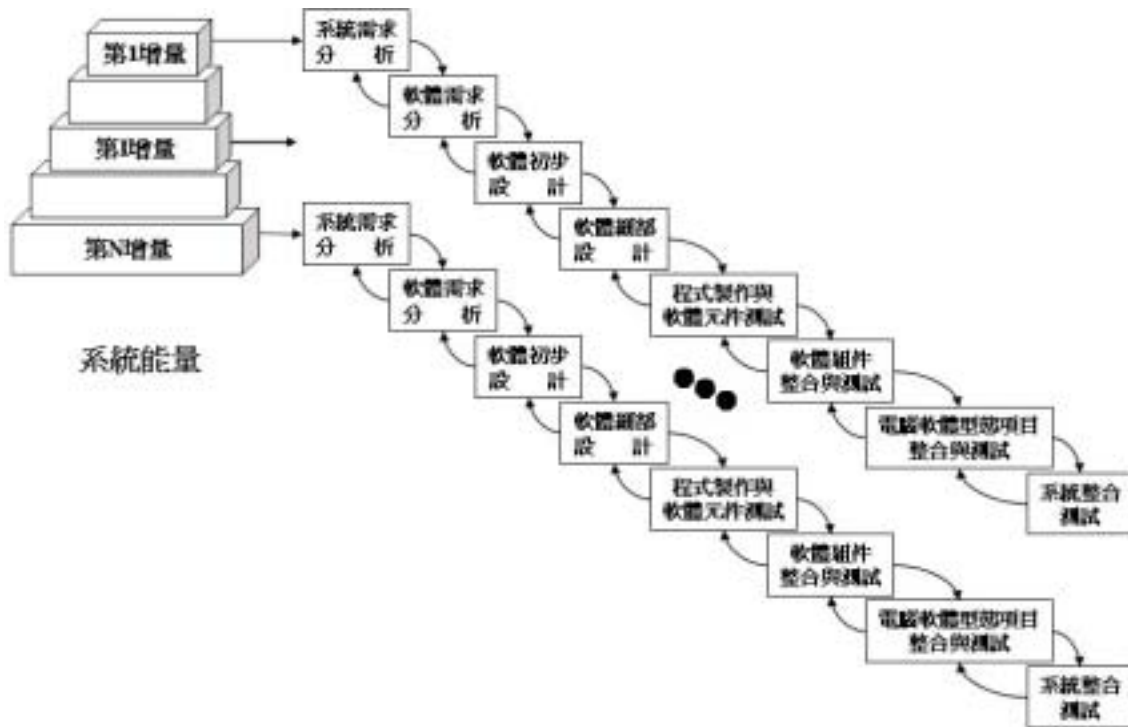 第1增量
第I增量
第N增量
系統能量
系統需求
分 析
軟體需求
分 析
軟體初步
設 計
軟體細部
設 計
程式製作與
軟體元件測試
軟體組件
整合與測試
電腦軟體型態項目
整合與測試
系統整合
測試
系統需求
分 析
軟體需求
分 析
軟體初步
設 計
軟體細部
設 計
程式製作與
軟體元件測試
軟體組件
整合與測試
電腦軟體型態項目
整合與測試
系統整合
測試